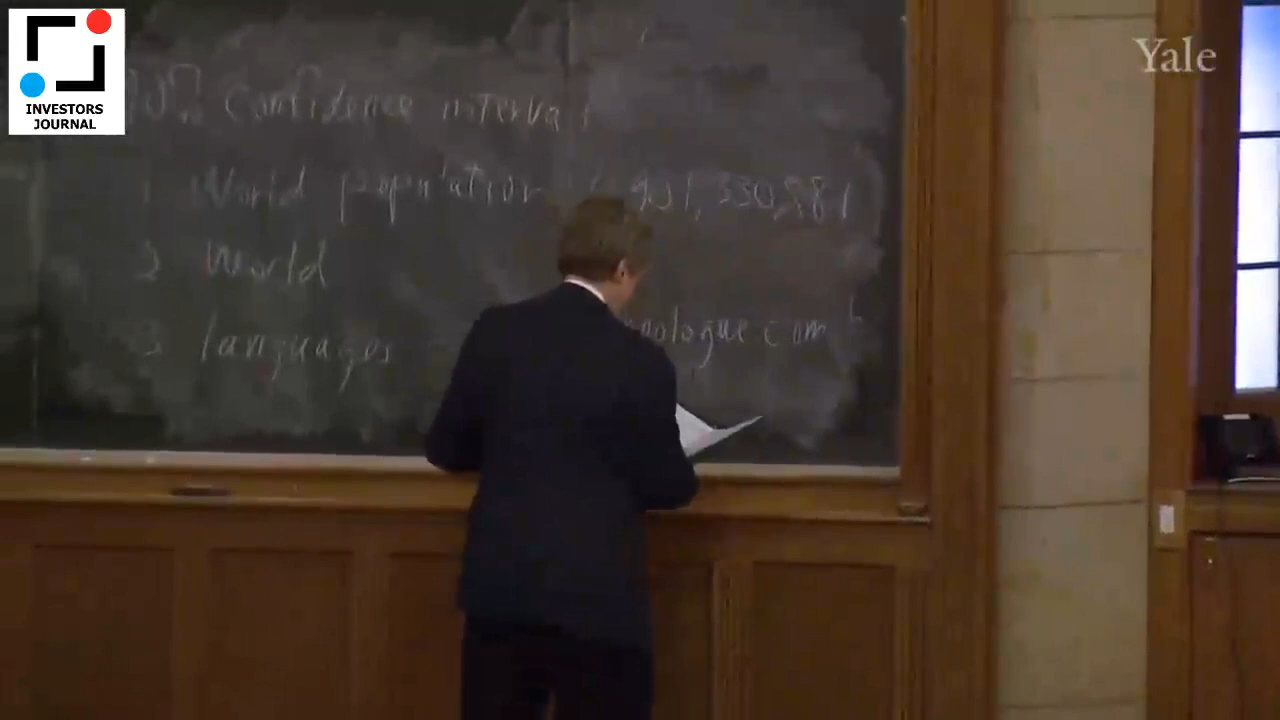 INVESTORS
JOURNAL
Yale
Confidence interval
1 World population
2 World
3 languages